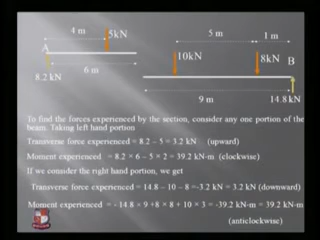 4 m
5kN
5 m
1 m
A
10kN
8kN
B
6 m
8.2 kN
9 m
14.8 kN
To find the forces experienced by the section, consider any one portion of the
beam. Taking left hand portion
Transverse force experienced = 8.2 – 5 = 3.2 kN (upward)
Moment experienced = 8.2 × 6 – 5 × 2 = 39.2 kN-m (clockwise)
If we consider the right hand portion, we get
Transverse force experienced = 14.8 – 10 – 8 =-3.2 kN = 3.2 kN (downward)
Moment experienced = - 14.8 × 9 +8 × 8 + 10 × 3 = -39.2 kN-m = 39.2 kN-m
(anticlockwise)